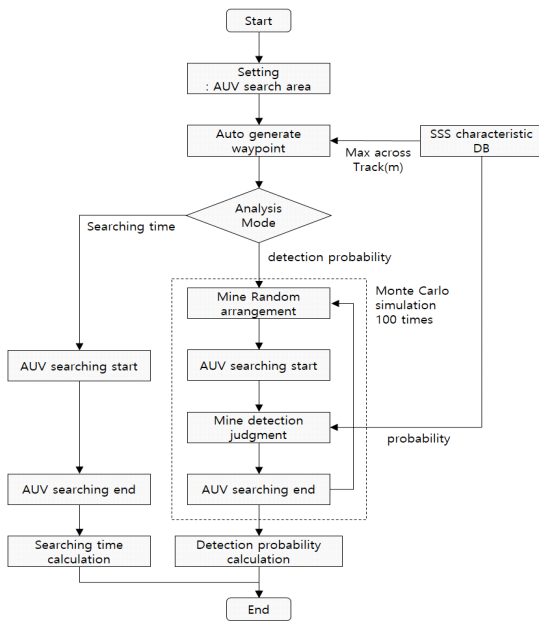 Start
Setting
: AUV search area
Auto generate
waypoint
SSS characteristic
DB
Max across
Track(m)
Analysis
Mode
Searching time
detection probability
Mine Random
arrangement
Monte Carlo
simulation
100 times
AUV searching start
AUV searching start
Mine detection
judgment
probability
AUV searching end
AUV searching end
Searching time
calculation
Detection probability
calculation
End